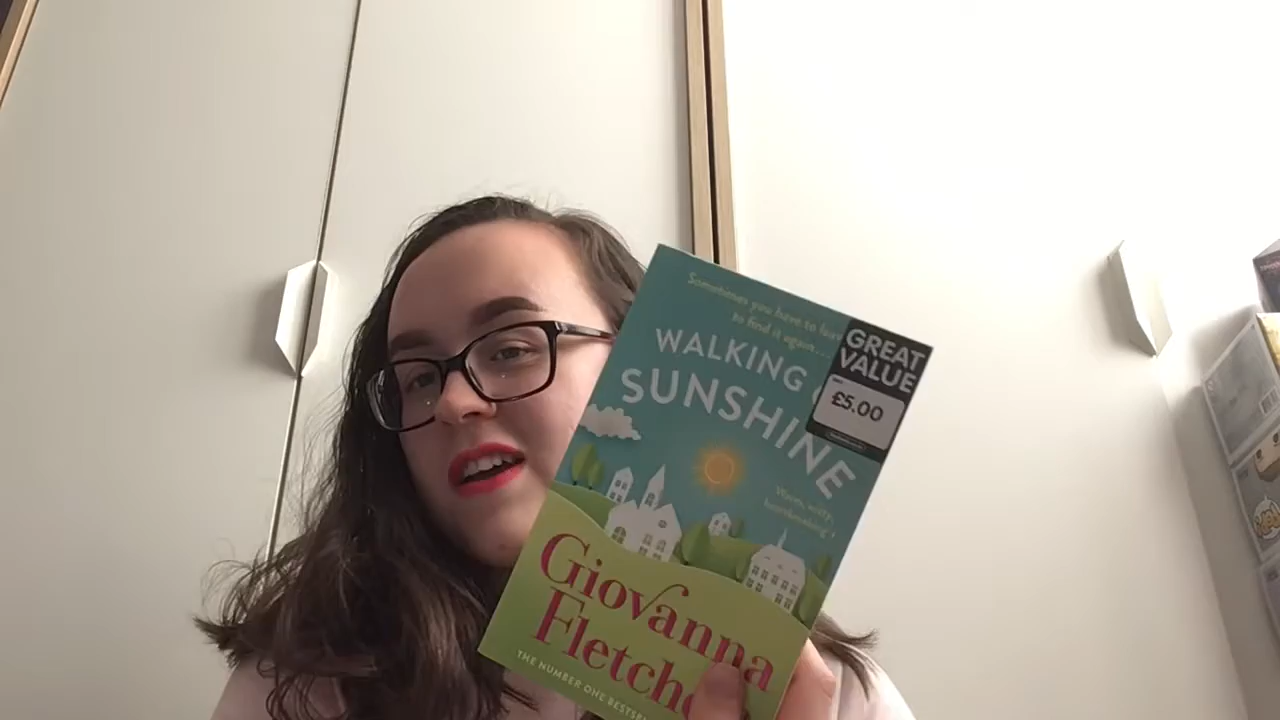 Sometimes you have to
to find it again...
WALKING
SUNSHINE
GREAT
VALUE
£5.00
Warm, witty,
heartbreaking'
Giovanna
Fletche
THE NUMBER ONE BESTS